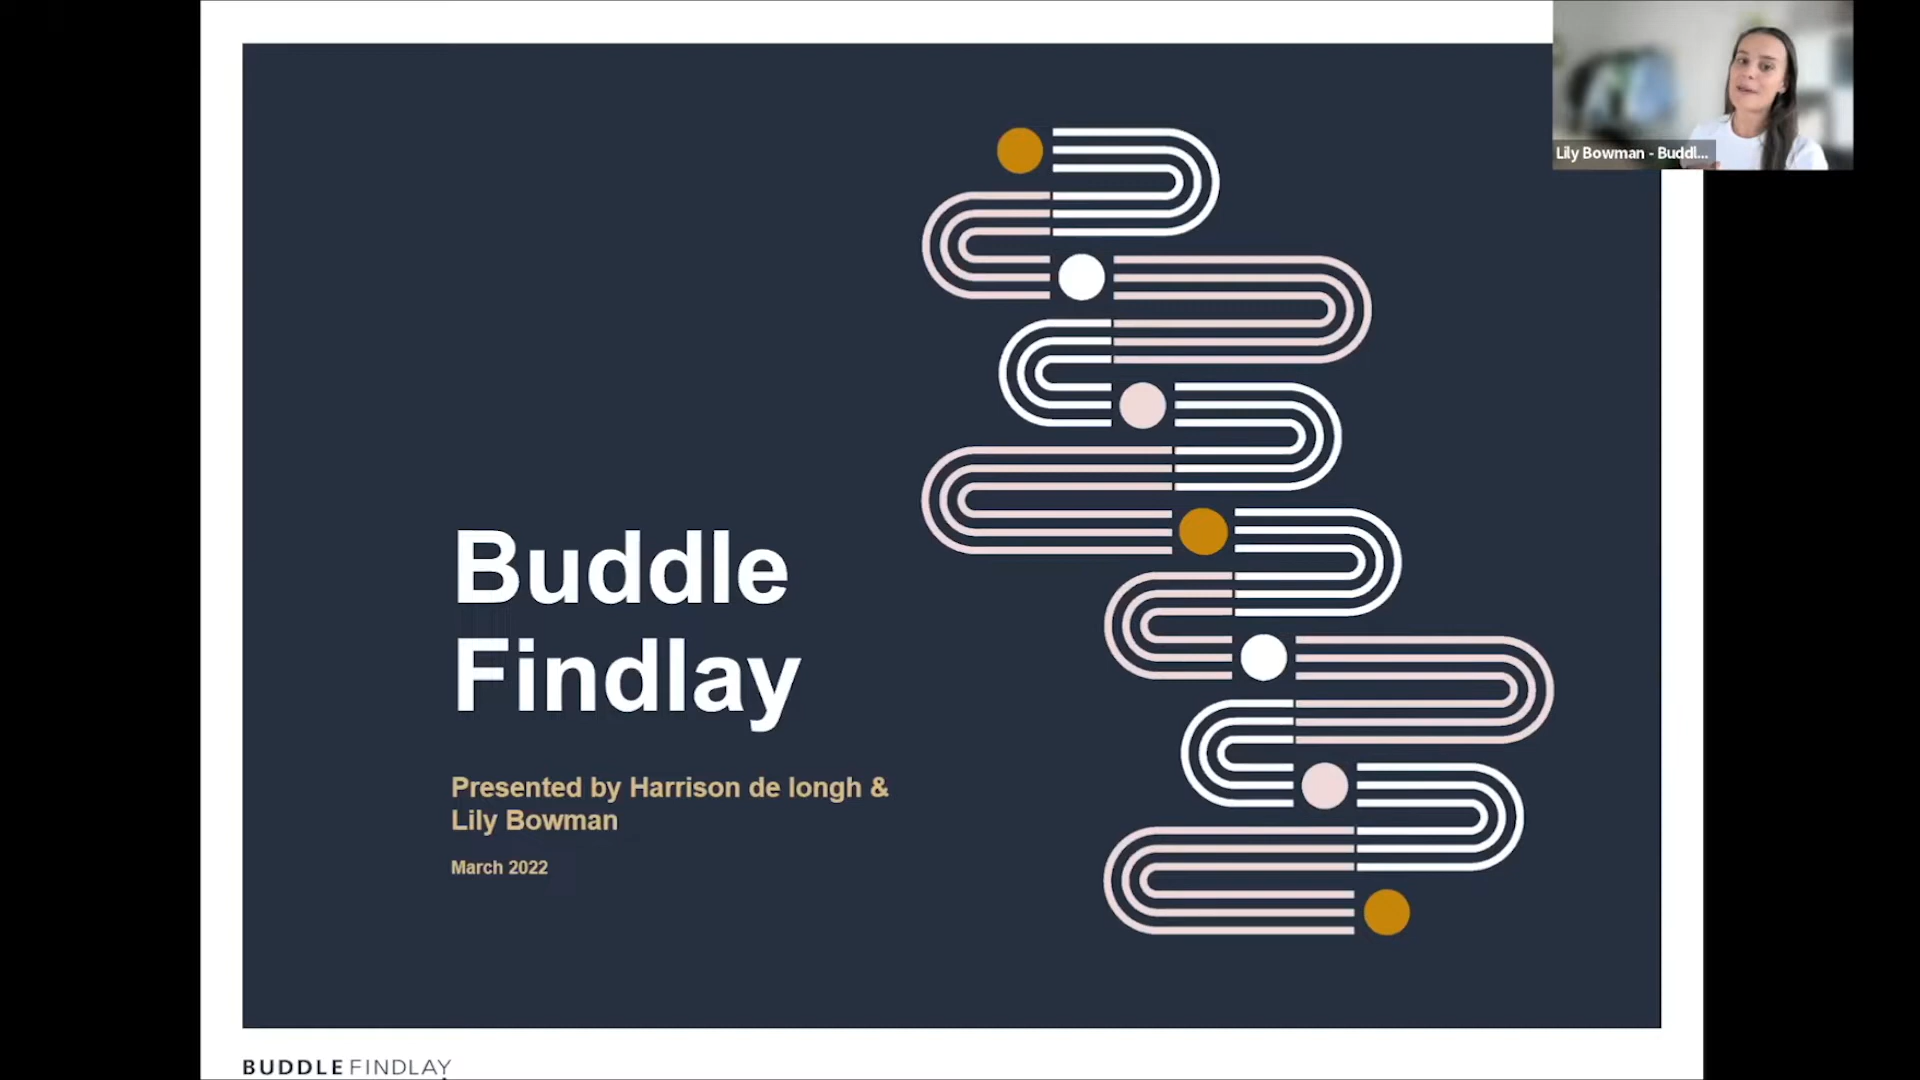 Lily Bowman - Buddl...
Buddle
Findlay
Presented by Harrison de Iongh &
Lily Bowman
March 2022
BUDDLE FINDLAY